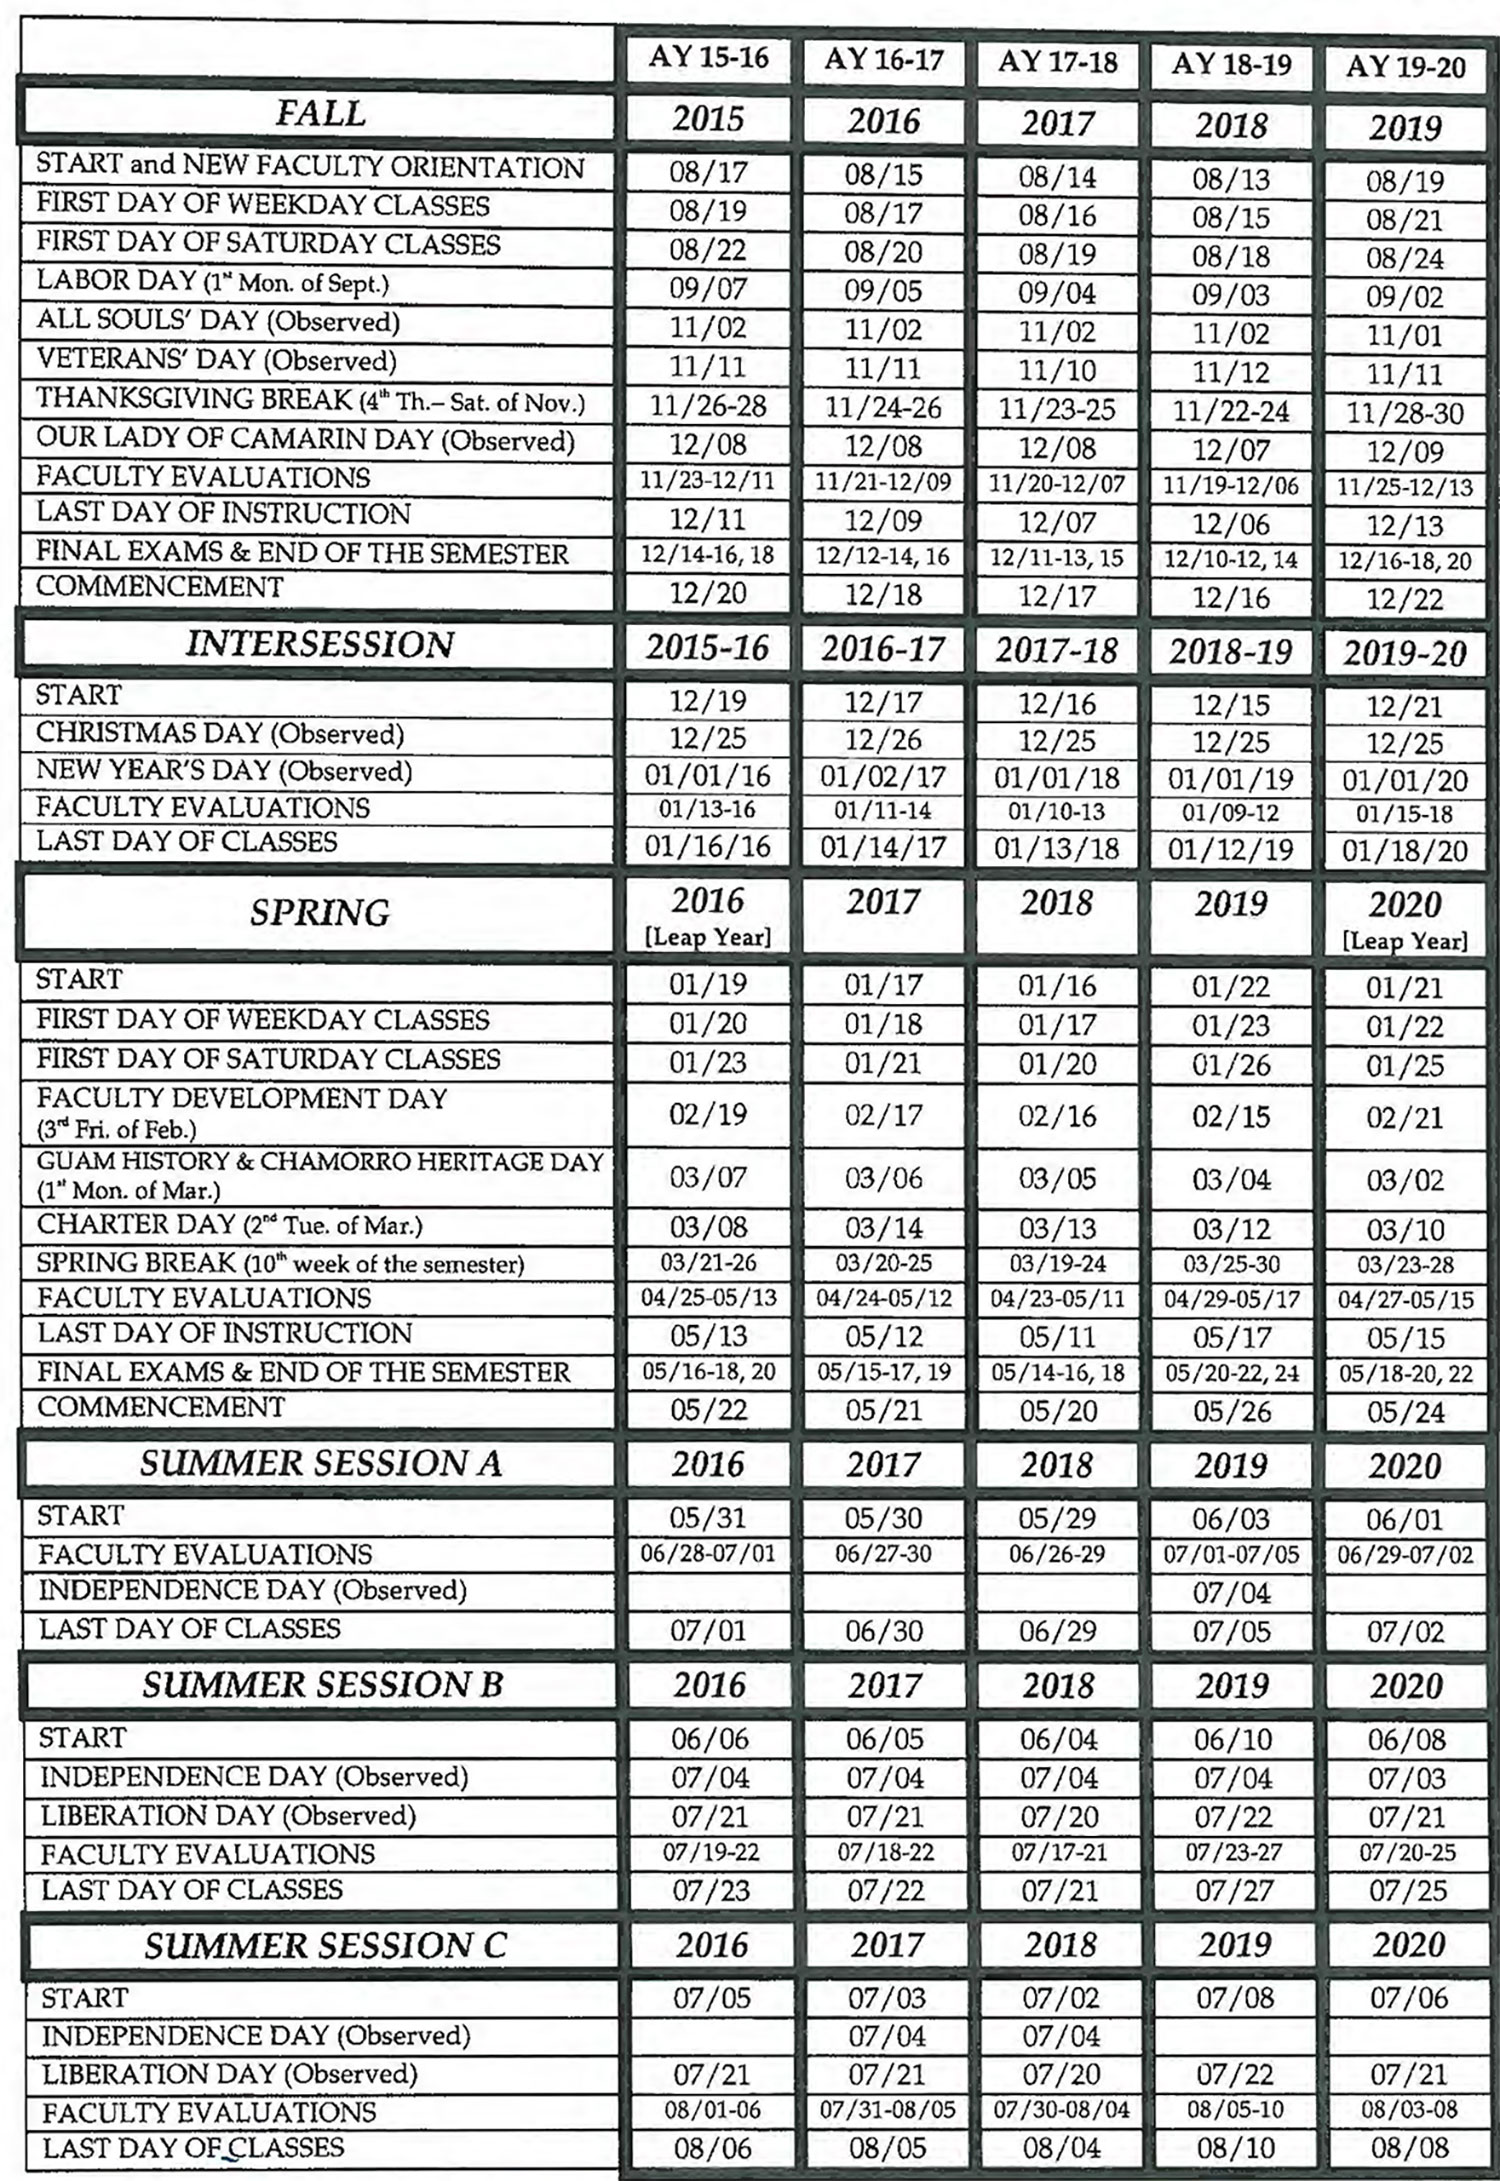 AY 15-16 AY 16-17 AY 17-18 AY 18-19 AY 19-20
FALL 2015 2016 2017 2018 2019
START and NEW FACULTY ORIENTATION 08/17 08/15 08/14 08/13 08/19
FIRST DAY OF WEEKDAY CLASSES 08/19 08/17 08/16 08/15 08/21
FIRST DAY OF SATURDAY CLASSES 08/22 08/20 08/19 08/18 08/24
LABOR DAY (1st Mon. of Sept.) 09/07 09/05 09/04 09/03 09/02
ALL SOULS' DAY (Observed) 11/02 11/02 11/02 11/02 11/01
VETERANS' DAY (Observed) 11/11 11/11 11/10 11/12 11/11
THANKSGIVING BREAK (4th Th.– Sat. of Nov.) 11/26-28 11/24-26 11/23-25 11/22-24 11/28-30
OUR LADY OF CAMARIN DAY (Observed) 12/08 12/08 12/08 12/07 12/09
FACULTY EVALUATIONS 11/23-12/11 11/21-12/09 11/20-12/07 11/19-12/06 11/25-12/13
LAST DAY OF INSTRUCTION 12/11 12/09 12/07 12/06 12/13
FINAL EXAMS & END OF THE SEMESTER 12/14-16, 18 12/12-14, 16 12/11-13, 15 12/10-12, 14 12/16-18, 20
COMMENCEMENT 12/20 12/18 12/17 12/16 12/22
INTERSESSION 2015-16 2016-17 2017-18 2018-19 2019-20
START 12/19 12/17 12/16 12/15 12/21
CHRISTMAS DAY (Observed) 12/25 12/26 12/25 12/25 12/25
NEW YEAR'S DAY (Observed) 01/01/16 01/02/17 01/01/18 01/01/19 01/01/20
FACULTY EVALUATIONS 01/13-16 01/11-14 01/10-13 01/09-12 01/15-18
LAST DAY OF CLASSES 01/16/16 01/14/17 01/13/18 01/12/19 01/18/20
SPRING 2016 2017 2018 2019 2020
[Leap Year] [Leap Year]
START 01/19 01/17 01/16 01/22 01/21
FIRST DAY OF WEEKDAY CLASSES 01/20 01/18 01/17 01/23 01/22
FIRST DAY OF SATURDAY CLASSES 01/23 01/21 01/20 01/26 01/25
FACULTY DEVELOPMENT DAY
(3rd Fri. of Feb.) 02/19 02/17 02/16 02/15 02/21
GUAM HISTORY & CHAMORRO HERITAGE DAY
(1st Mon. of Mar.) 03/07 03/06 03/05 03/04 03/02
CHARTER DAY (2nd Tue. of Mar.) 03/08 03/14 03/13 03/12 03/10
SPRING BREAK (10th week of the semester) 03/21-26 03/20-25 03/19-24 03/25-30 03/23-28
FACULTY EVALUATIONS 04/25-05/13 04/24-05/12 04/23-05/11 04/29-05/17 04/27-05/15
LAST DAY OF INSTRUCTION 05/13 05/12 05/11 05/17 05/15
FINAL EXAMS & END OF THE SEMESTER 05/16-18, 20 05/15-17, 19 05/14-16, 18 05/20-22, 24 05/18-20, 22
COMMENCEMENT 05/22 05/21 05/20 05/26 05/24
SUMMER SESSION A 2016 2017 2018 2019 2020
START 05/31 05/30 05/29 06/03 06/01
FACULTY EVALUATIONS 06/28-07/01 06/27-30 06/26-29 07/01-07/05 06/29-07/02
INDEPENDENCE DAY (Observed) 07/04
LAST DAY OF CLASSES 07/01 06/30 06/29 07/05 07/02
SUMMER SESSION B 2016 2017 2018 2019 2020
START 06/06 06/05 06/04 06/10 06/08
INDEPENDENCE DAY (Observed) 07/04 07/04 07/04 07/04 07/03
LIBERATION DAY (Observed) 07/21 07/21 07/20 07/22 07/21
FACULTY EVALUATIONS 07/19-22 07/18-22 07/17-21 07/23-27 07/20-25
LAST DAY OF CLASSES 07/23 07/22 07/21 07/27 07/25
SUMMER SESSION C 2016 2017 2018 2019 2020
START 07/05 07/03 07/02 07/08 07/06
INDEPENDENCE DAY (Observed) 07/04 07/04
LIBERATION DAY (Observed) 07/21 07/21 07/20 07/22 07/21
FACULTY EVALUATIONS 08/01-06 07/31-08/05 07/30-08/04 08/05-10 08/03-08
LAST DAY OF CLASSES 08/06 08/05 08/04 08/10 08/08